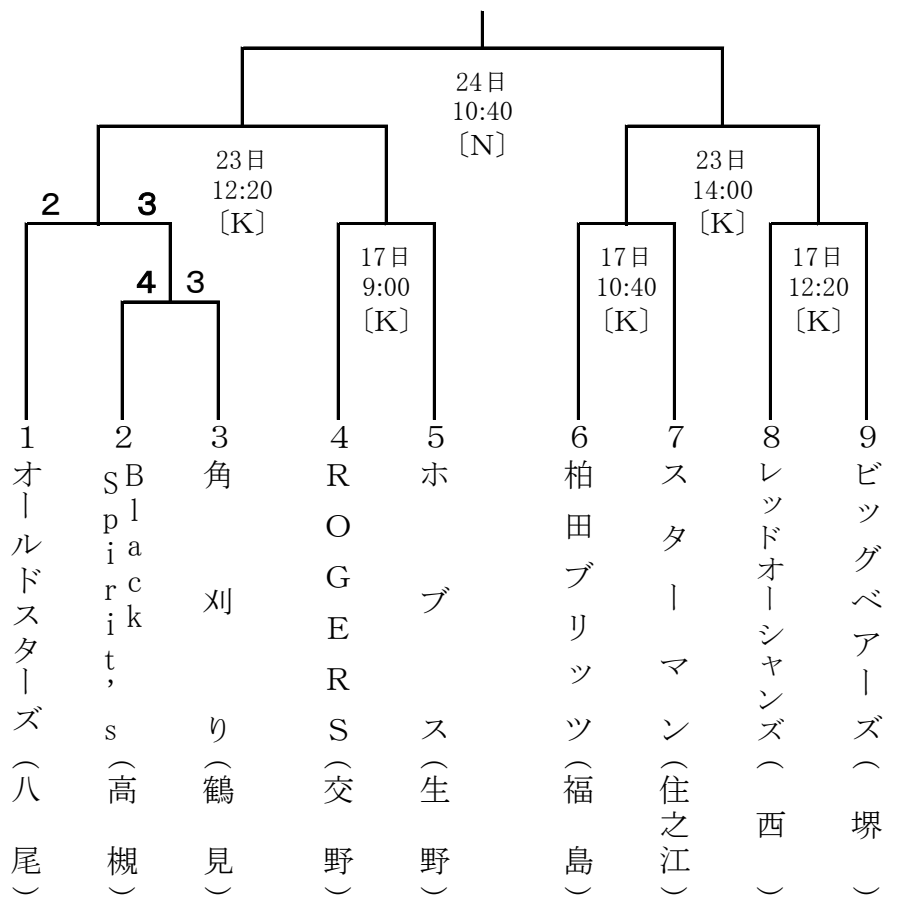 24日
10:40
〔N〕
23日
12:20
〔K〕
23日
14:00
〔K〕
2 3
17日
9:00
〔K〕
17日
10:40
〔K〕
17日
12:20
〔K〕
4 3
1
オールドスターズ(八尾)
2
Black
Spirit’s(高槻)
3
角刈り(鶴見)
4
ROGERS(交野)
5
ホブス(生野)
6
柏田ブリッツ(福島)
7
スターマン(住之江)
8
レッドオーシャンズ(西)
9
ビッグベアーズ(堺)